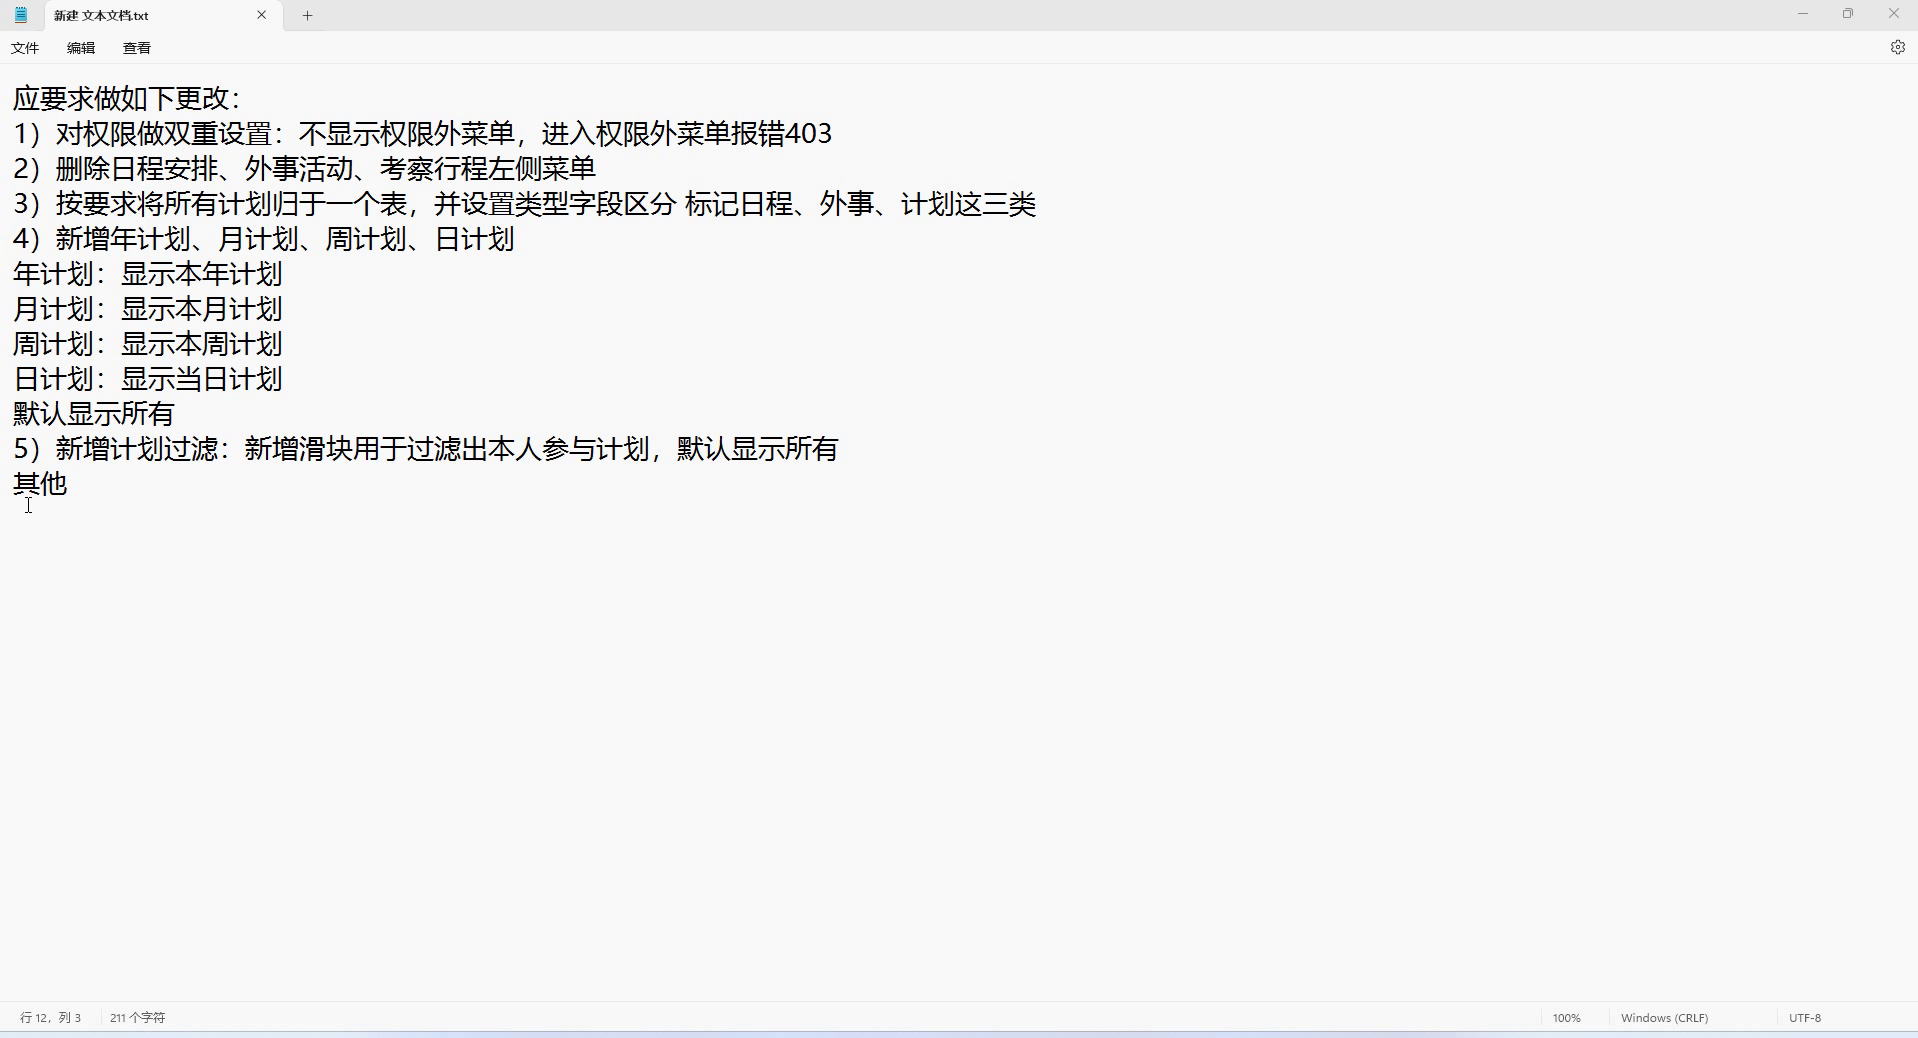 新建 文本文档.txt
文件 编辑 查看
应要求做如下更改：
1）对权限做双重设置：不显示权限外菜单，进入权限外菜单报错403
2）删除日程安排、外事活动、考察行程左侧菜单
3）按要求将所有计划归于一个表，并设置类型字段区分 标记日程、外事、计划这三类
4）新增年计划、月计划、周计划、日计划
年计划：显示本年计划
月计划：显示本月计划
周计划：显示本周计划
日计划：显示当日计划
默认显示所有
5）新增计划过滤：新增滑块用于过滤出本人参与计划，默认显示所有
其他
行 12，列 3 211 个字符 100% Windows (CRLF) UTF-8